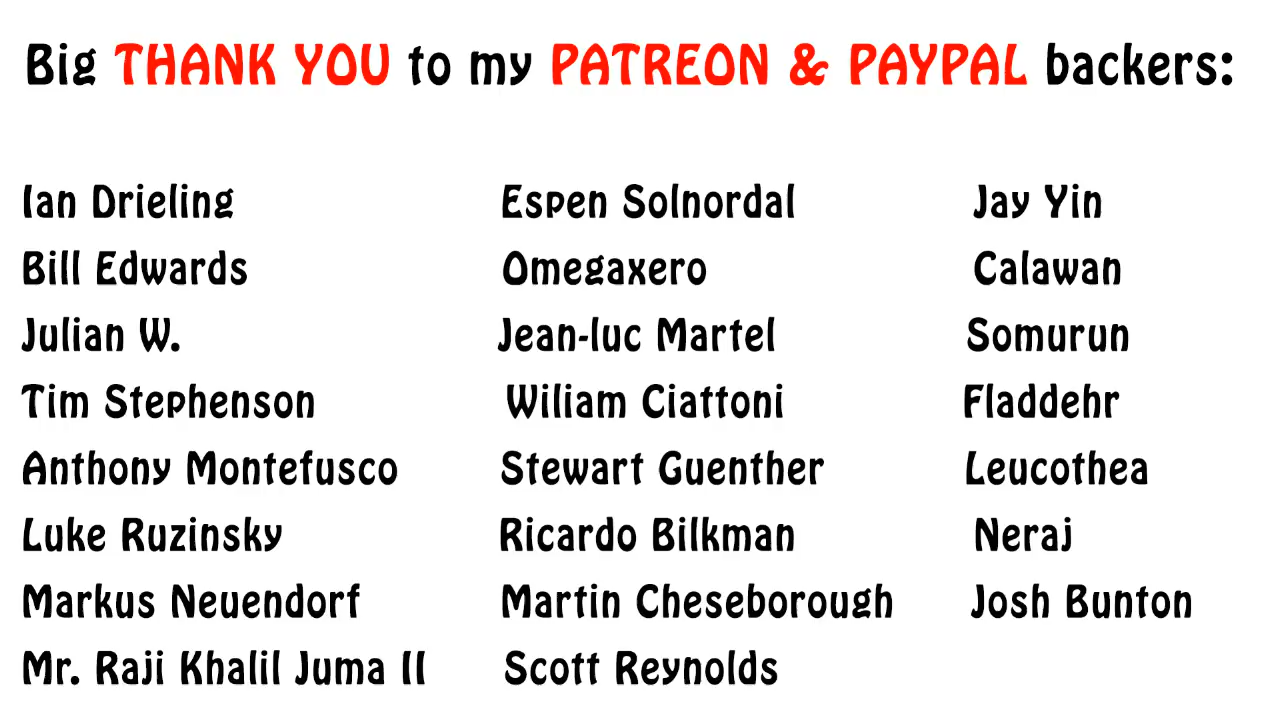 Big THANK YOU to my PATREON & PAYPAL backers:
Ian Drieling
Bill Edwards
Julian W.
Tim Stephenson
Anthony Montefusco
Luke Ruzinsky
Markus Neuendorf
Mr. Raji Khalil Juma II
Espen Solnordal
Omegaxero
Jean-luc Martel
Wiliam Ciattoni
Stewart Guenther
Ricardo Bilkman
Martin Cheseborough
Scott Reynolds
Jay Yin
Calawan
Somurun
Fladdehr
Leucothea
Neraj
Josh Bunton